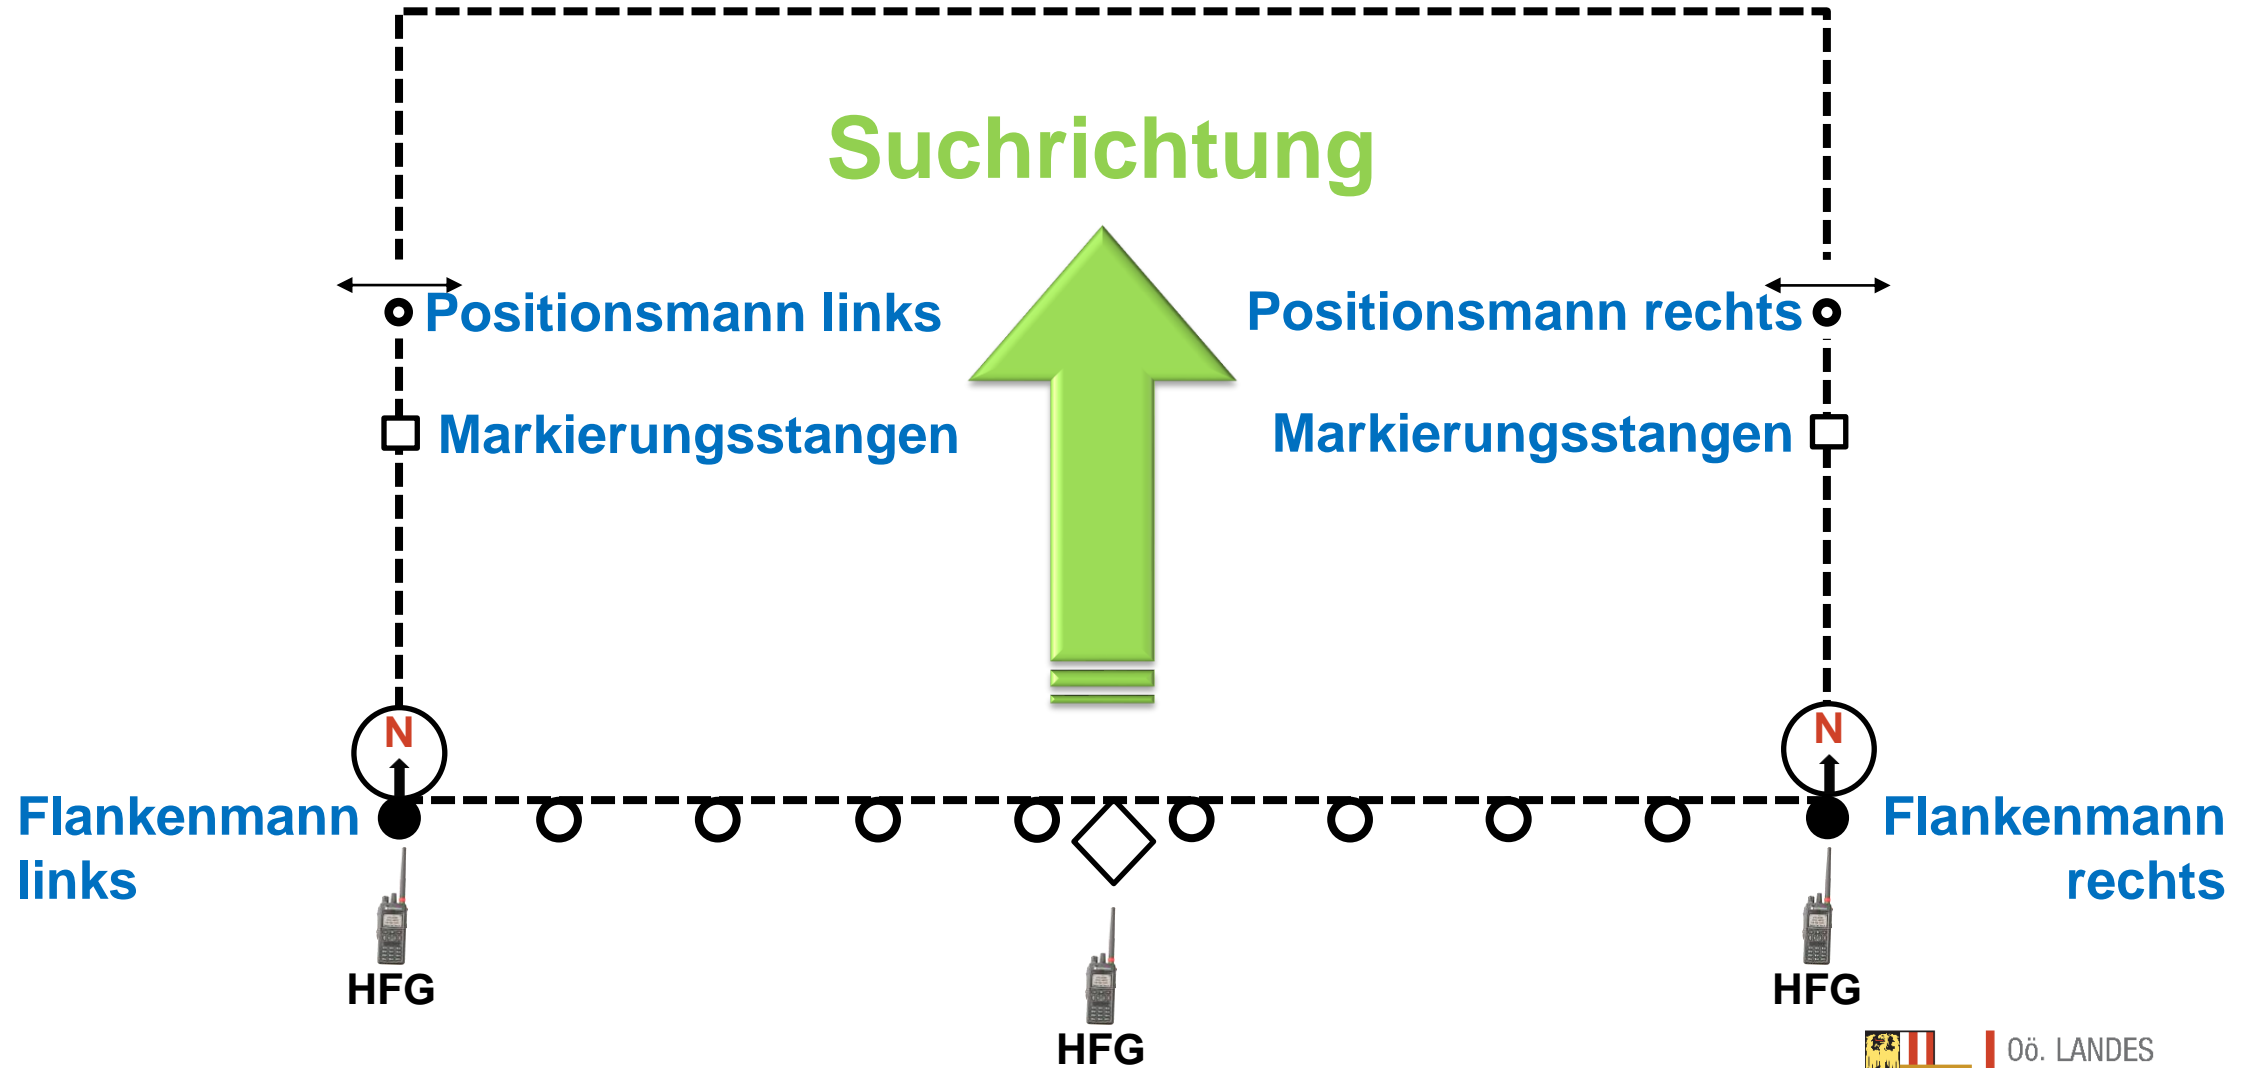 Suchrichtung
Positionsmann links
Positionsmann rechts
Markierungsstangen
Markierungsstangen
N
N
Flankenmann
links
Flankenmann
rechts
HFG
HFG
HFG
OÖ. LANDES